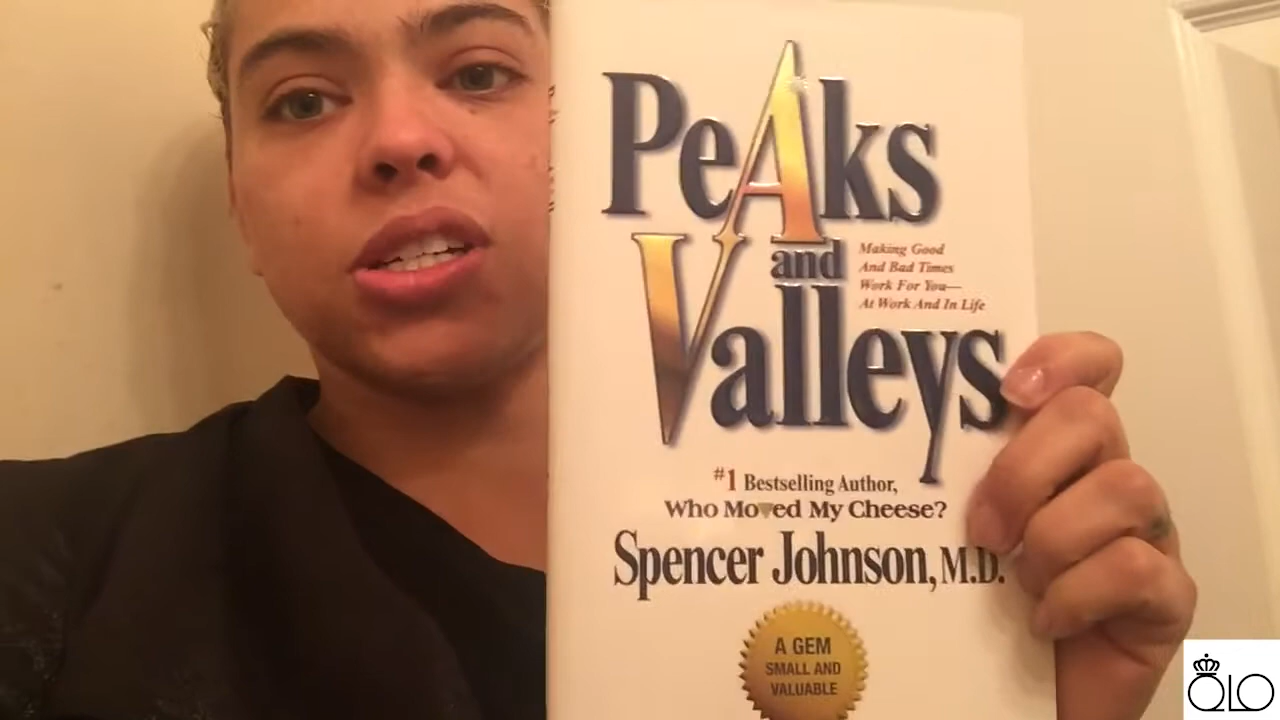 Peaks
and
Valleys
Making Good
And Bad Times
Work For You—
At Work And In Life
#1 Bestselling Author,
Who Moved My Cheese?
Spencer Johnson, M.D.
A GEM
SMALL AND
VALUABLE
QLO